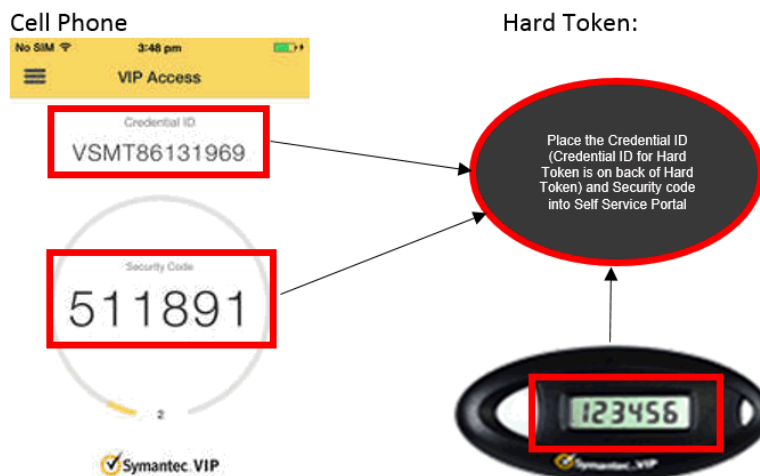 Cell Phone
Hard Token:
No SIM 3:48 pm
VIP Access
Credential ID
VSMT86131969
Place the Credential ID
(Credential ID for Hard
Token is on back of Hard
Token) and Security code
into Self Service Portal
Security Code
511891
2
123456
Symantec. VIP
Symantec. VIP